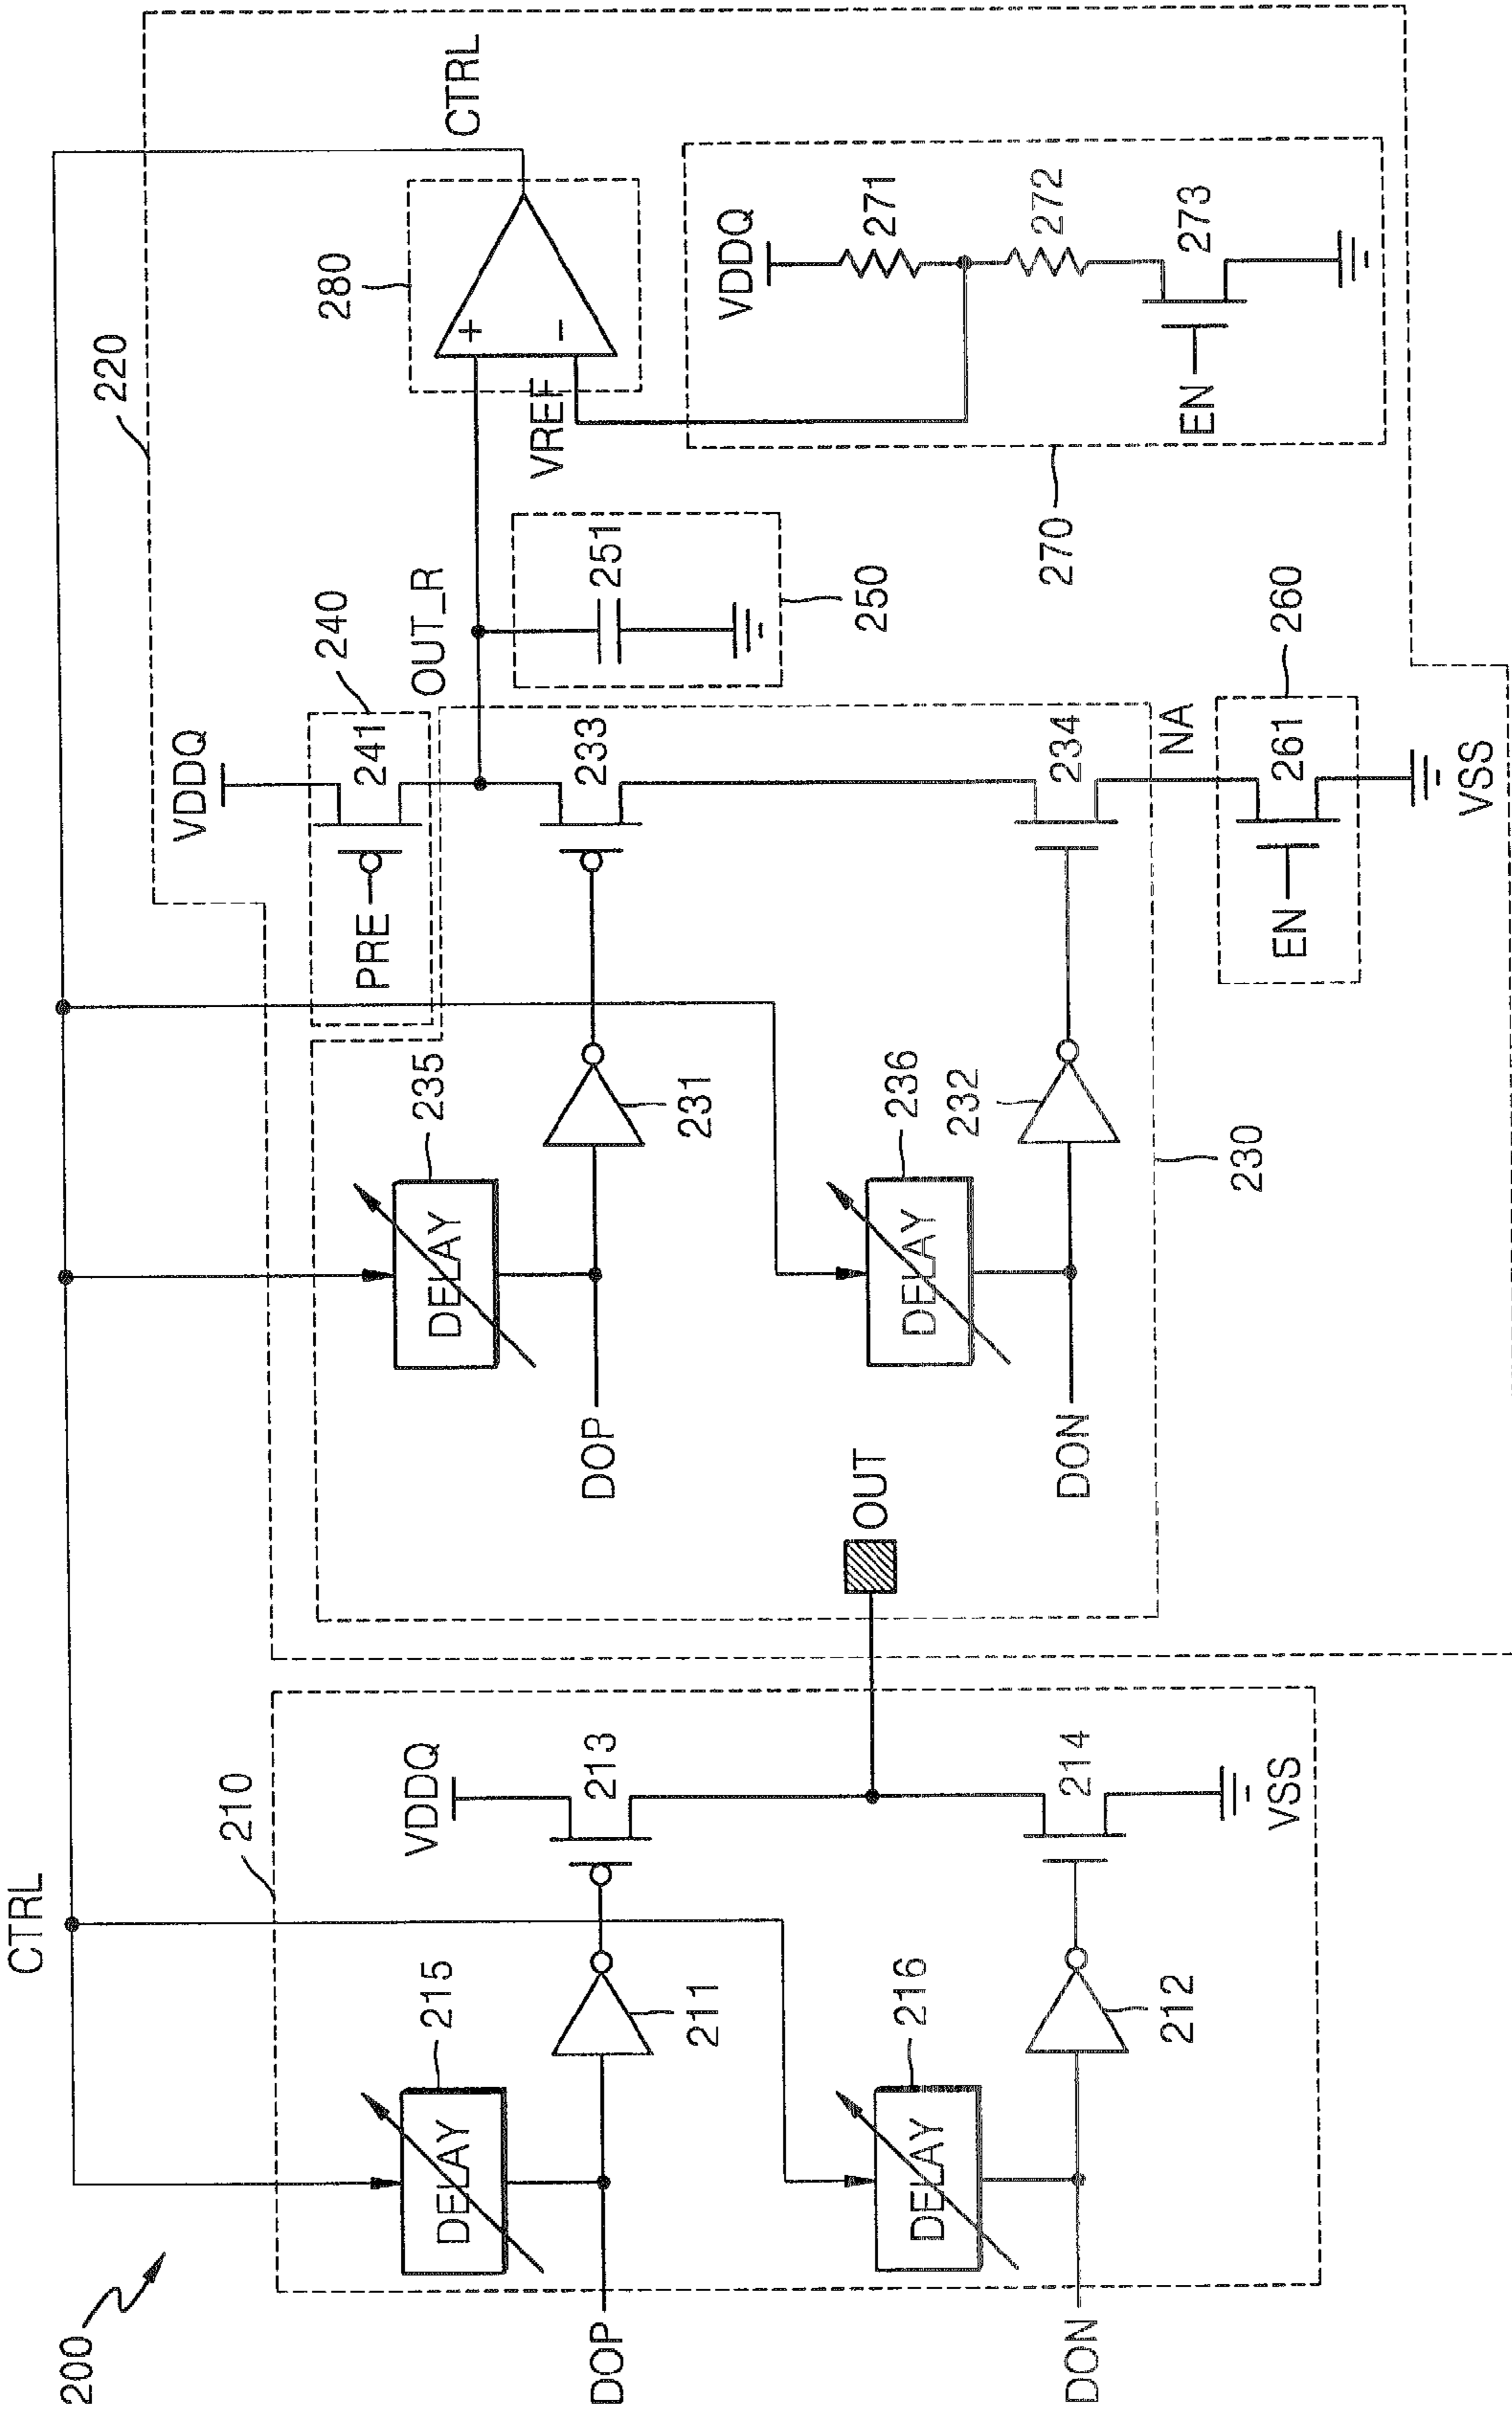 200
CTRL
210
215
DELAY
211
DOP
216
DELAY
212
DON
VDDQ
213
214
VSS
OUT
220
235
DELAY
231
DOP
236
DELAY
232
DON
230
VDDQ
240
241
PRE
OUT_R
233
234
NA
260
261
EN
VSS
251
250
280
+
-
CTRL
VREF
VDDQ
271
272
273
EN
270